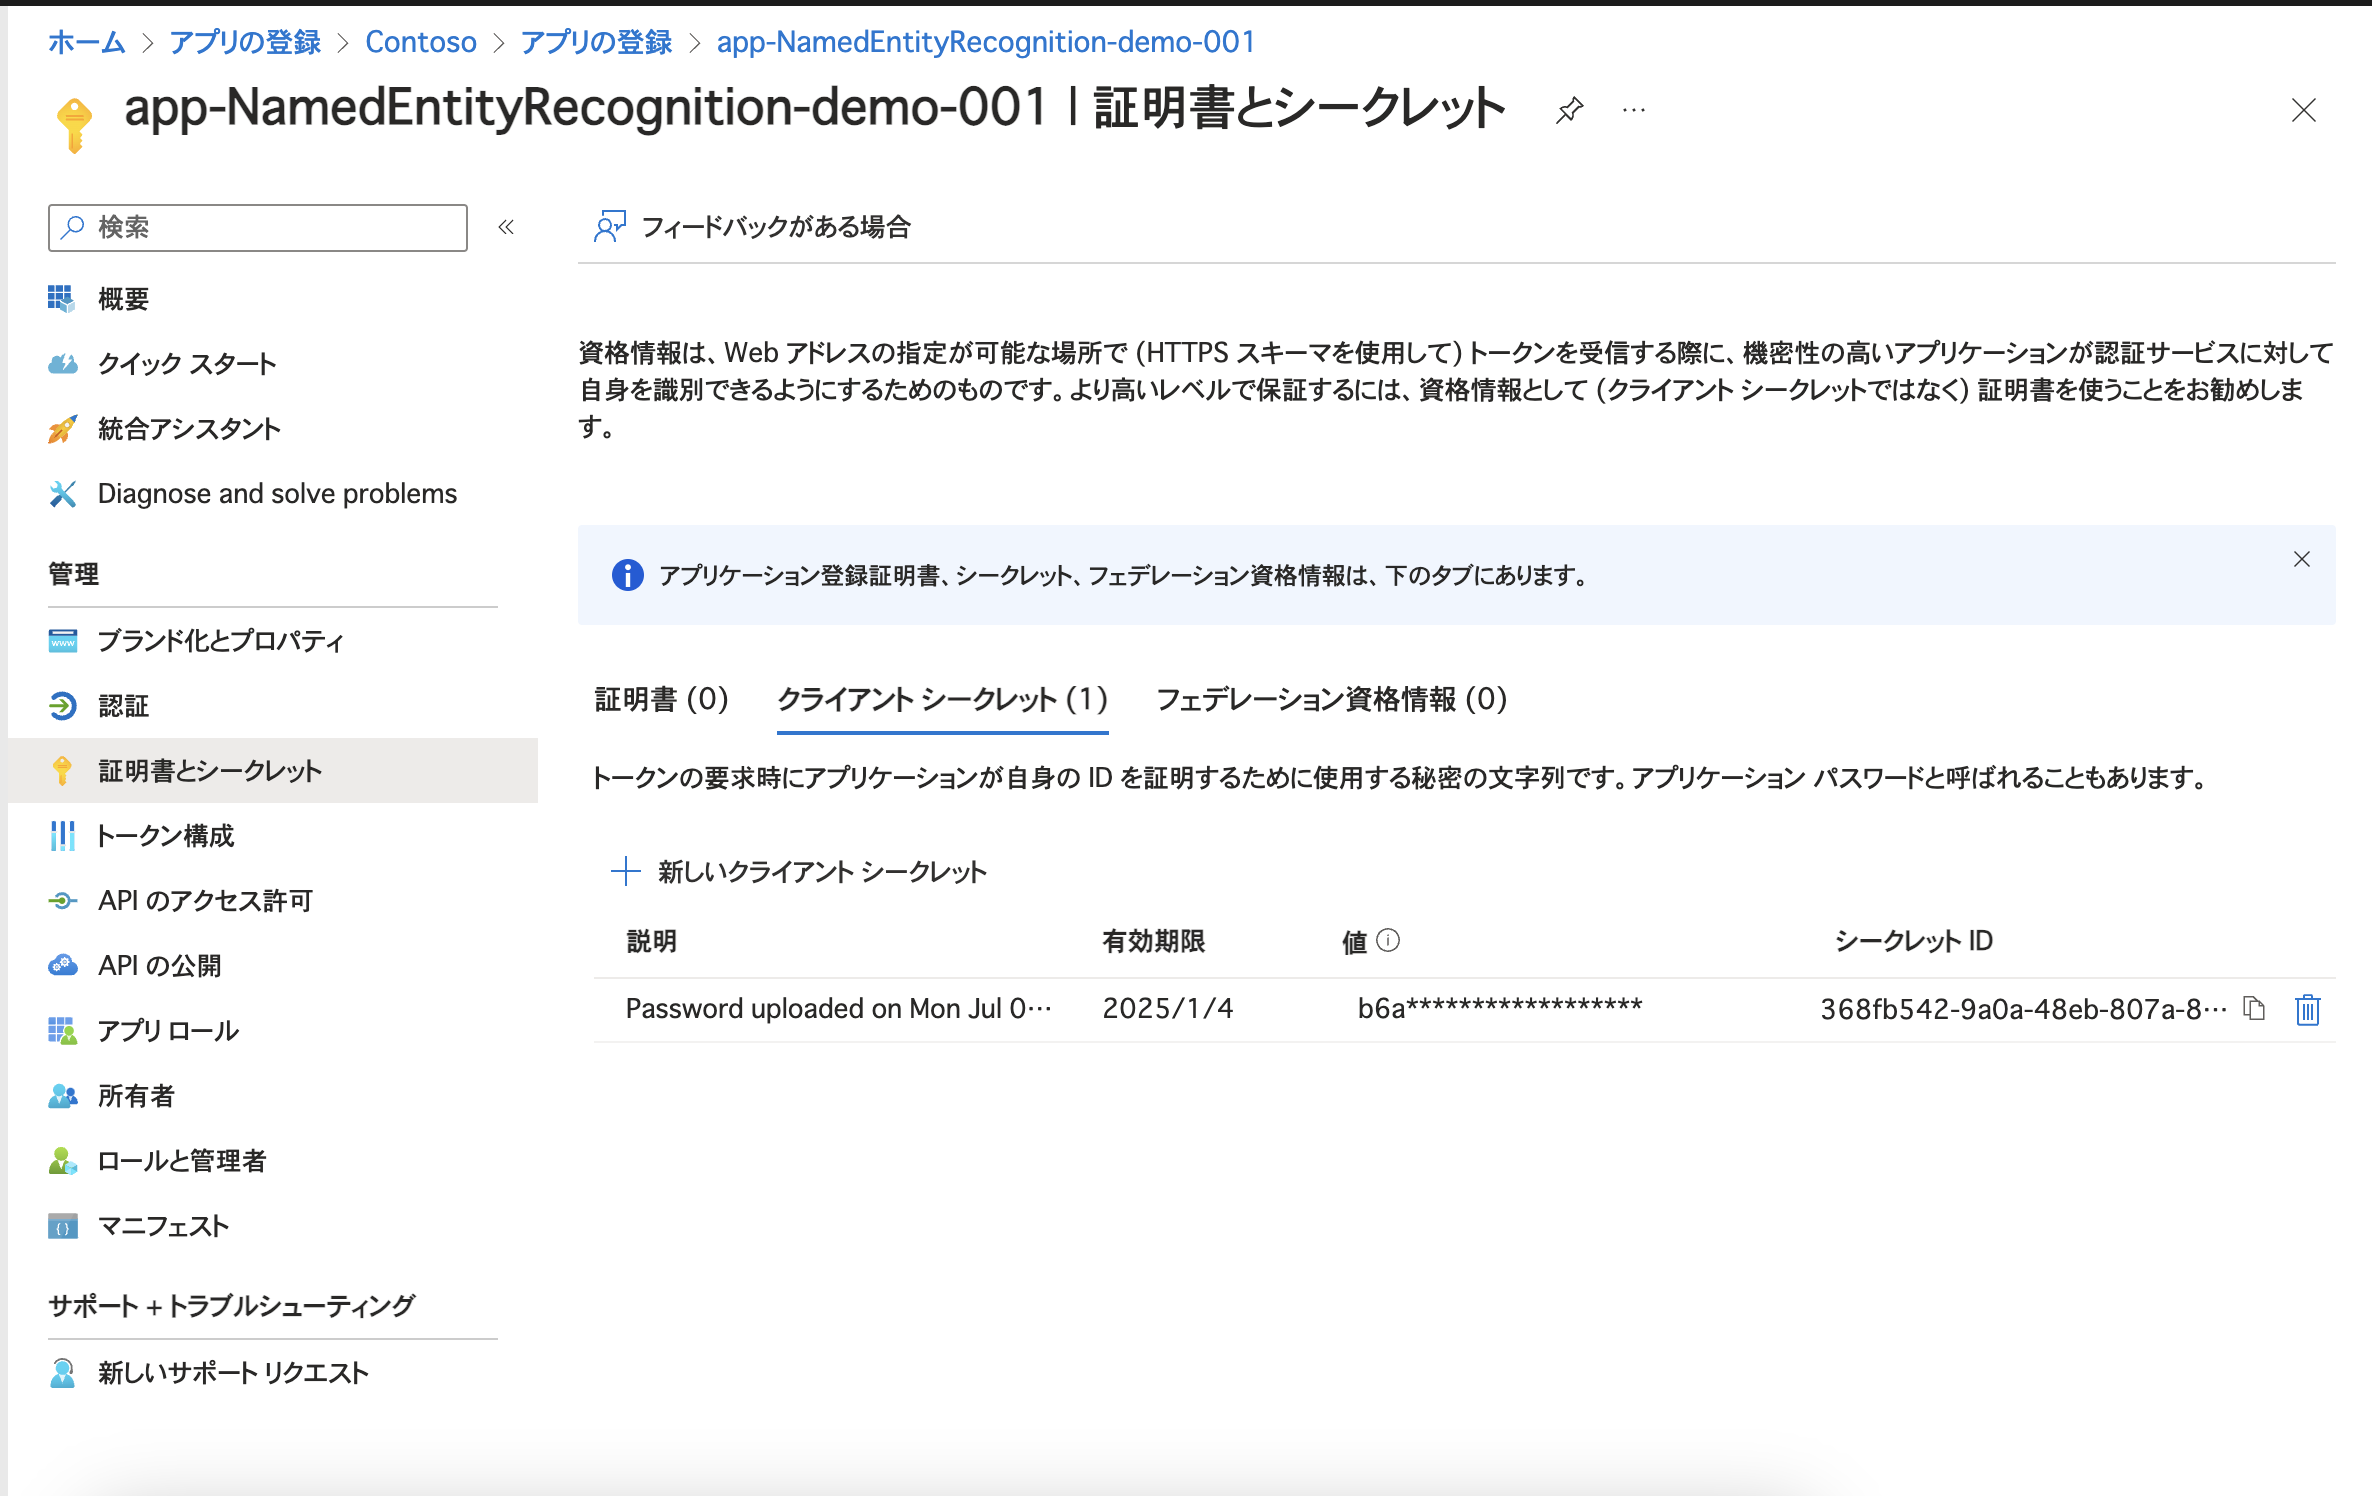 ホーム > アプリの登録 > Contoso > アプリの登録 > app-NamedEntityRecognition-demo-001
app-NamedEntityRecognition-demo-001 | 証明書とシークレット
検索
概要
クイック スタート
統合アシスタント
Diagnose and solve problems
管理
ブランド化とプロパティ
認証
証明書とシークレット
トークン構成
API のアクセス許可
API の公開
アプリ ロール
所有者
ロールと管理者
マニフェスト
サポート + トラブルシューティング
新しいサポート リクエスト
フィードバックがある場合
資格情報は、Web アドレスの指定が可能な場所で (HTTPS スキーマを使用して) トークンを受信する際に、機密性の高いアプリケーションが認証サービスに対して
自身を識別できるようにするためのものです。より高いレベルで保証するには、資格情報として (クライアント シークレットではなく) 証明書を使うことをお勧めしま
す。
アプリケーション登録証明書、シークレット、フェデレーション資格情報は、下のタブにあります。
証明書 (0) クライアント シークレット (1) フェデレーション資格情報 (0)
トークンの要求時にアプリケーションが自身の ID を証明するために使用する秘密の文字列です。アプリケーション パスワードと呼ばれることもあります。
新しいクライアント シークレット
説明 有効期限 値 シークレット ID
Password uploaded on Mon Jul 0… 2025/1/4 b6a****************** 368fb542-9a0a-48eb-807a-8…